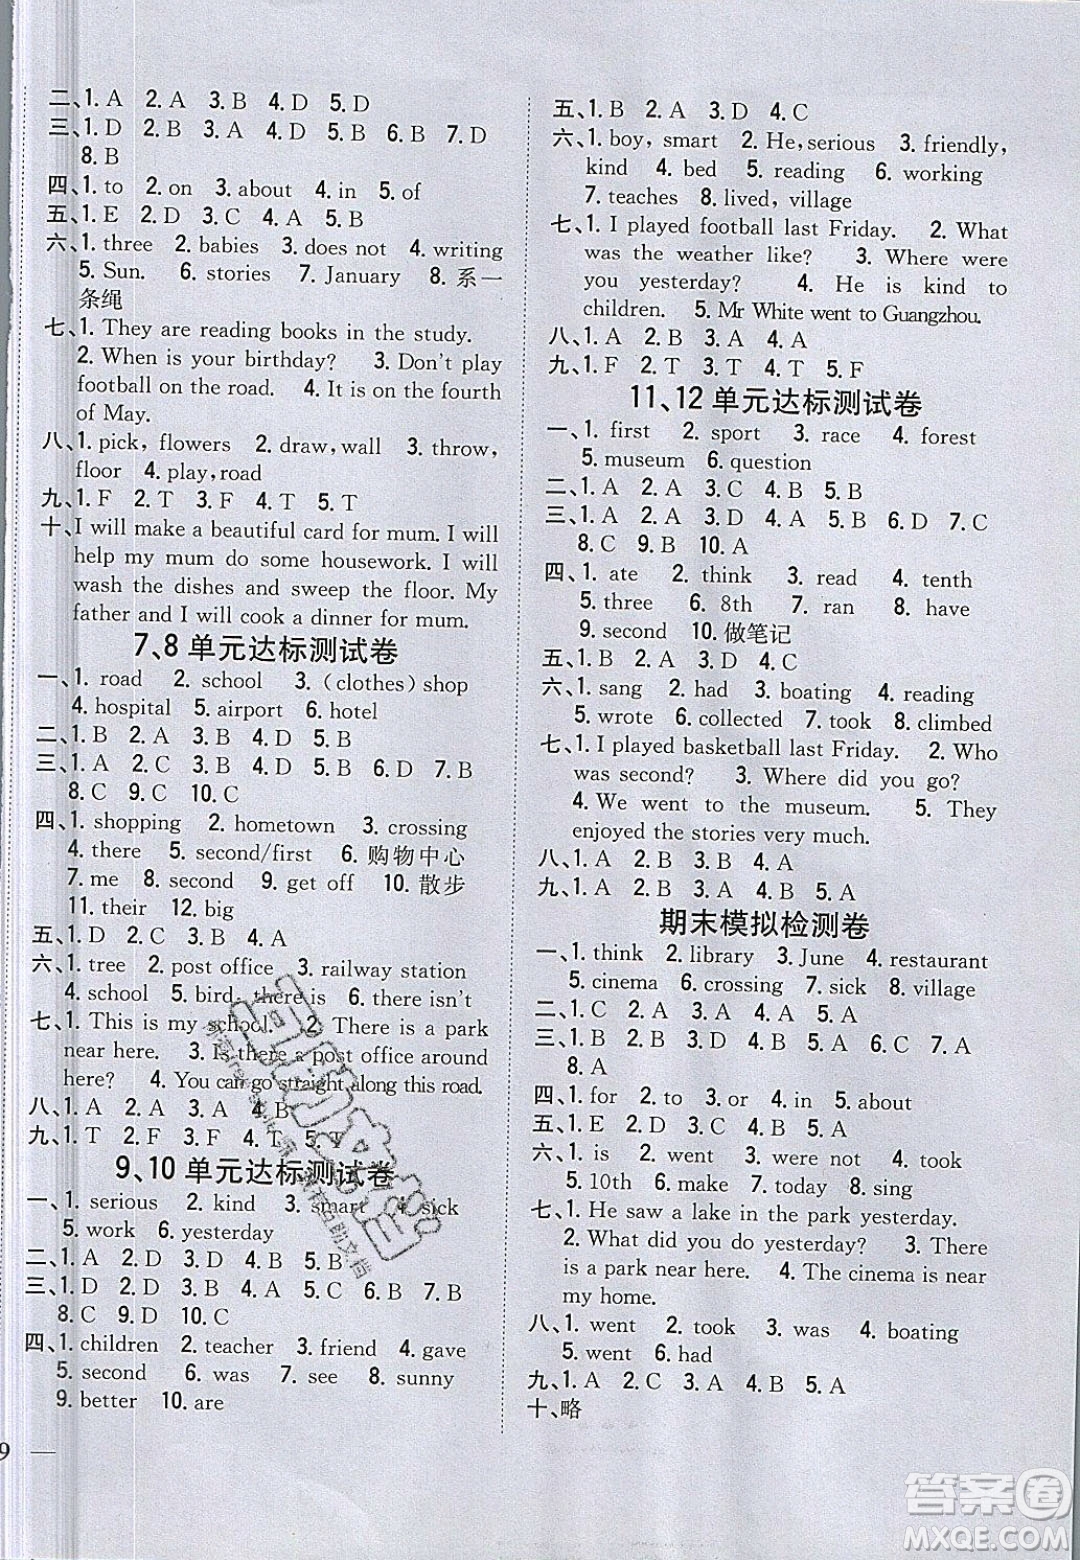 二、1. A 2. A 3. B 4. D 5. D
三、1. D 2. B 3. A 4. D 5. B 6. B 7. D
8. B
四、1. to 2. on 3. about 4. in 5. of
五、1. E 2. D 3. C 4. A 5. B
六、1. three 2. babies 3. does not 4. writing
5. Sun. 6. stories 7. January 8. 系一
条绳
七、1. They are reading books in the study.
2. When is your birthday? 3. Don't play
football on the road. 4. It is on the fourth
of May.
八、1. pick, flowers 2. draw, wall 3. throw,
floor 4. play, road
九、1. F 2. T 3. F 4. T 5. T
十、I will make a beautiful card for mum. I will
help my mum do some housework. I will
wash the dishes and sweep the floor. My
father and I will cook a dinner for mum.
7、8 单元达标测试卷
一、1. road 2. school 3. (clothes) shop
4. hospital 5. airport 6. hotel
二、1. B 2. A 3. B 4. D 5. B
三、1. A 2. C 3. B 4. B 5. D 6. D 7. B
8. C 9. C 10. C
四、1. shopping 2. hometown 3. crossing
4. there 5. second/first 6. 购物中心
7. me 8. second 9. get off 10. 散步
11. their 12. big
五、1. D 2. C 3. B 4. A
六、1. tree 2. post office 3. railway station
4. school 5. bird, there is 6. there isn't
七、1. This is my school. 2. There is a park
near here. 3. Is there a post office around
here? 4. You can go straight along this road.
八、1. A 2. A 3. A 4. B
九、1. T 2. F 3. F 4. T 5. T
9、10 单元达标测试卷
一、1. serious 2. kind 3. smart 4. sick
5. work 6. yesterday
二、1. A 2. D 3. D 4. A 5. B
三、1. D 2. D 3. B 4. A 5. C 6. D 7. B
8. C 9. D 10. C
四、1. children 2. teacher 3. friend 4. gave
5. second 6. was 7. see 8. sunny
9. better 10. are
9
五、1. B 2. A 3. D 4. C
六、1. boy, smart 2. He, serious 3. friendly,
kind 4. bed 5. reading 6. working
7. teaches 8. lived, village
七、1. I played football last Friday. 2. What
was the weather like? 3. Where were
you yesterday? 4. He is kind to
children. 5. Mr White went to Guangzhou.
八、1. A 2. B 3. A 4. A
九、1. F 2. T 3. T 4. T 5. F
11、12 单元达标测试卷
一、1. first 2. sport 3. race 4. forest
5. museum 6. question
二、1. A 2. A 3. C 4. B 5. B
三、1. A 2. A 3. D 4. A 5. B 6. D 7. C
8. C 9. B 10. A
四、1. ate 2. think 3. read 4. tenth
5. three 6. 8th 7. ran 8. have
9. second 10. 做笔记
五、1. B 2. A 3. D 4. C
六、1. sang 2. had 3. boating 4. reading
5. wrote 6. collected 7. took 8. climbed
七、1. I played basketball last Friday. 2. Who
was second? 3. Where did you go?
4. We went to the museum. 5. They
enjoyed the stories very much.
八、1. A 2. B 3. B 4. A
九、1. A 2. B 3. B 4. B 5. A
期末模拟检测卷
一、1. think 2. library 3. June 4. restaurant
5. cinema 6. crossing 7. sick 8. village
二、1. C 2. A 3. A 4. A 5. A
三、1. B 2. B 3. D 4. B 5. A 6. C 7. A
8. A
四、1. for 2. to 3. or 4. in 5. about
五、1. E 2. D 3. A 4. B 5. C
六、1. is 2. went 3. were not 4. took
5. 10th 6. make 7. today 8. sing
七、1. He saw a lake in the park yesterday.
2. What did you do yesterday? 3. There
is a park near here. 4. The cinema is near
my home.
八、1. went 2. took 3. was 4. boating
5. went 6. had
九、1. A 2. C 3. A 4. B 5. A
十、略
答案圈
MXQE.COM